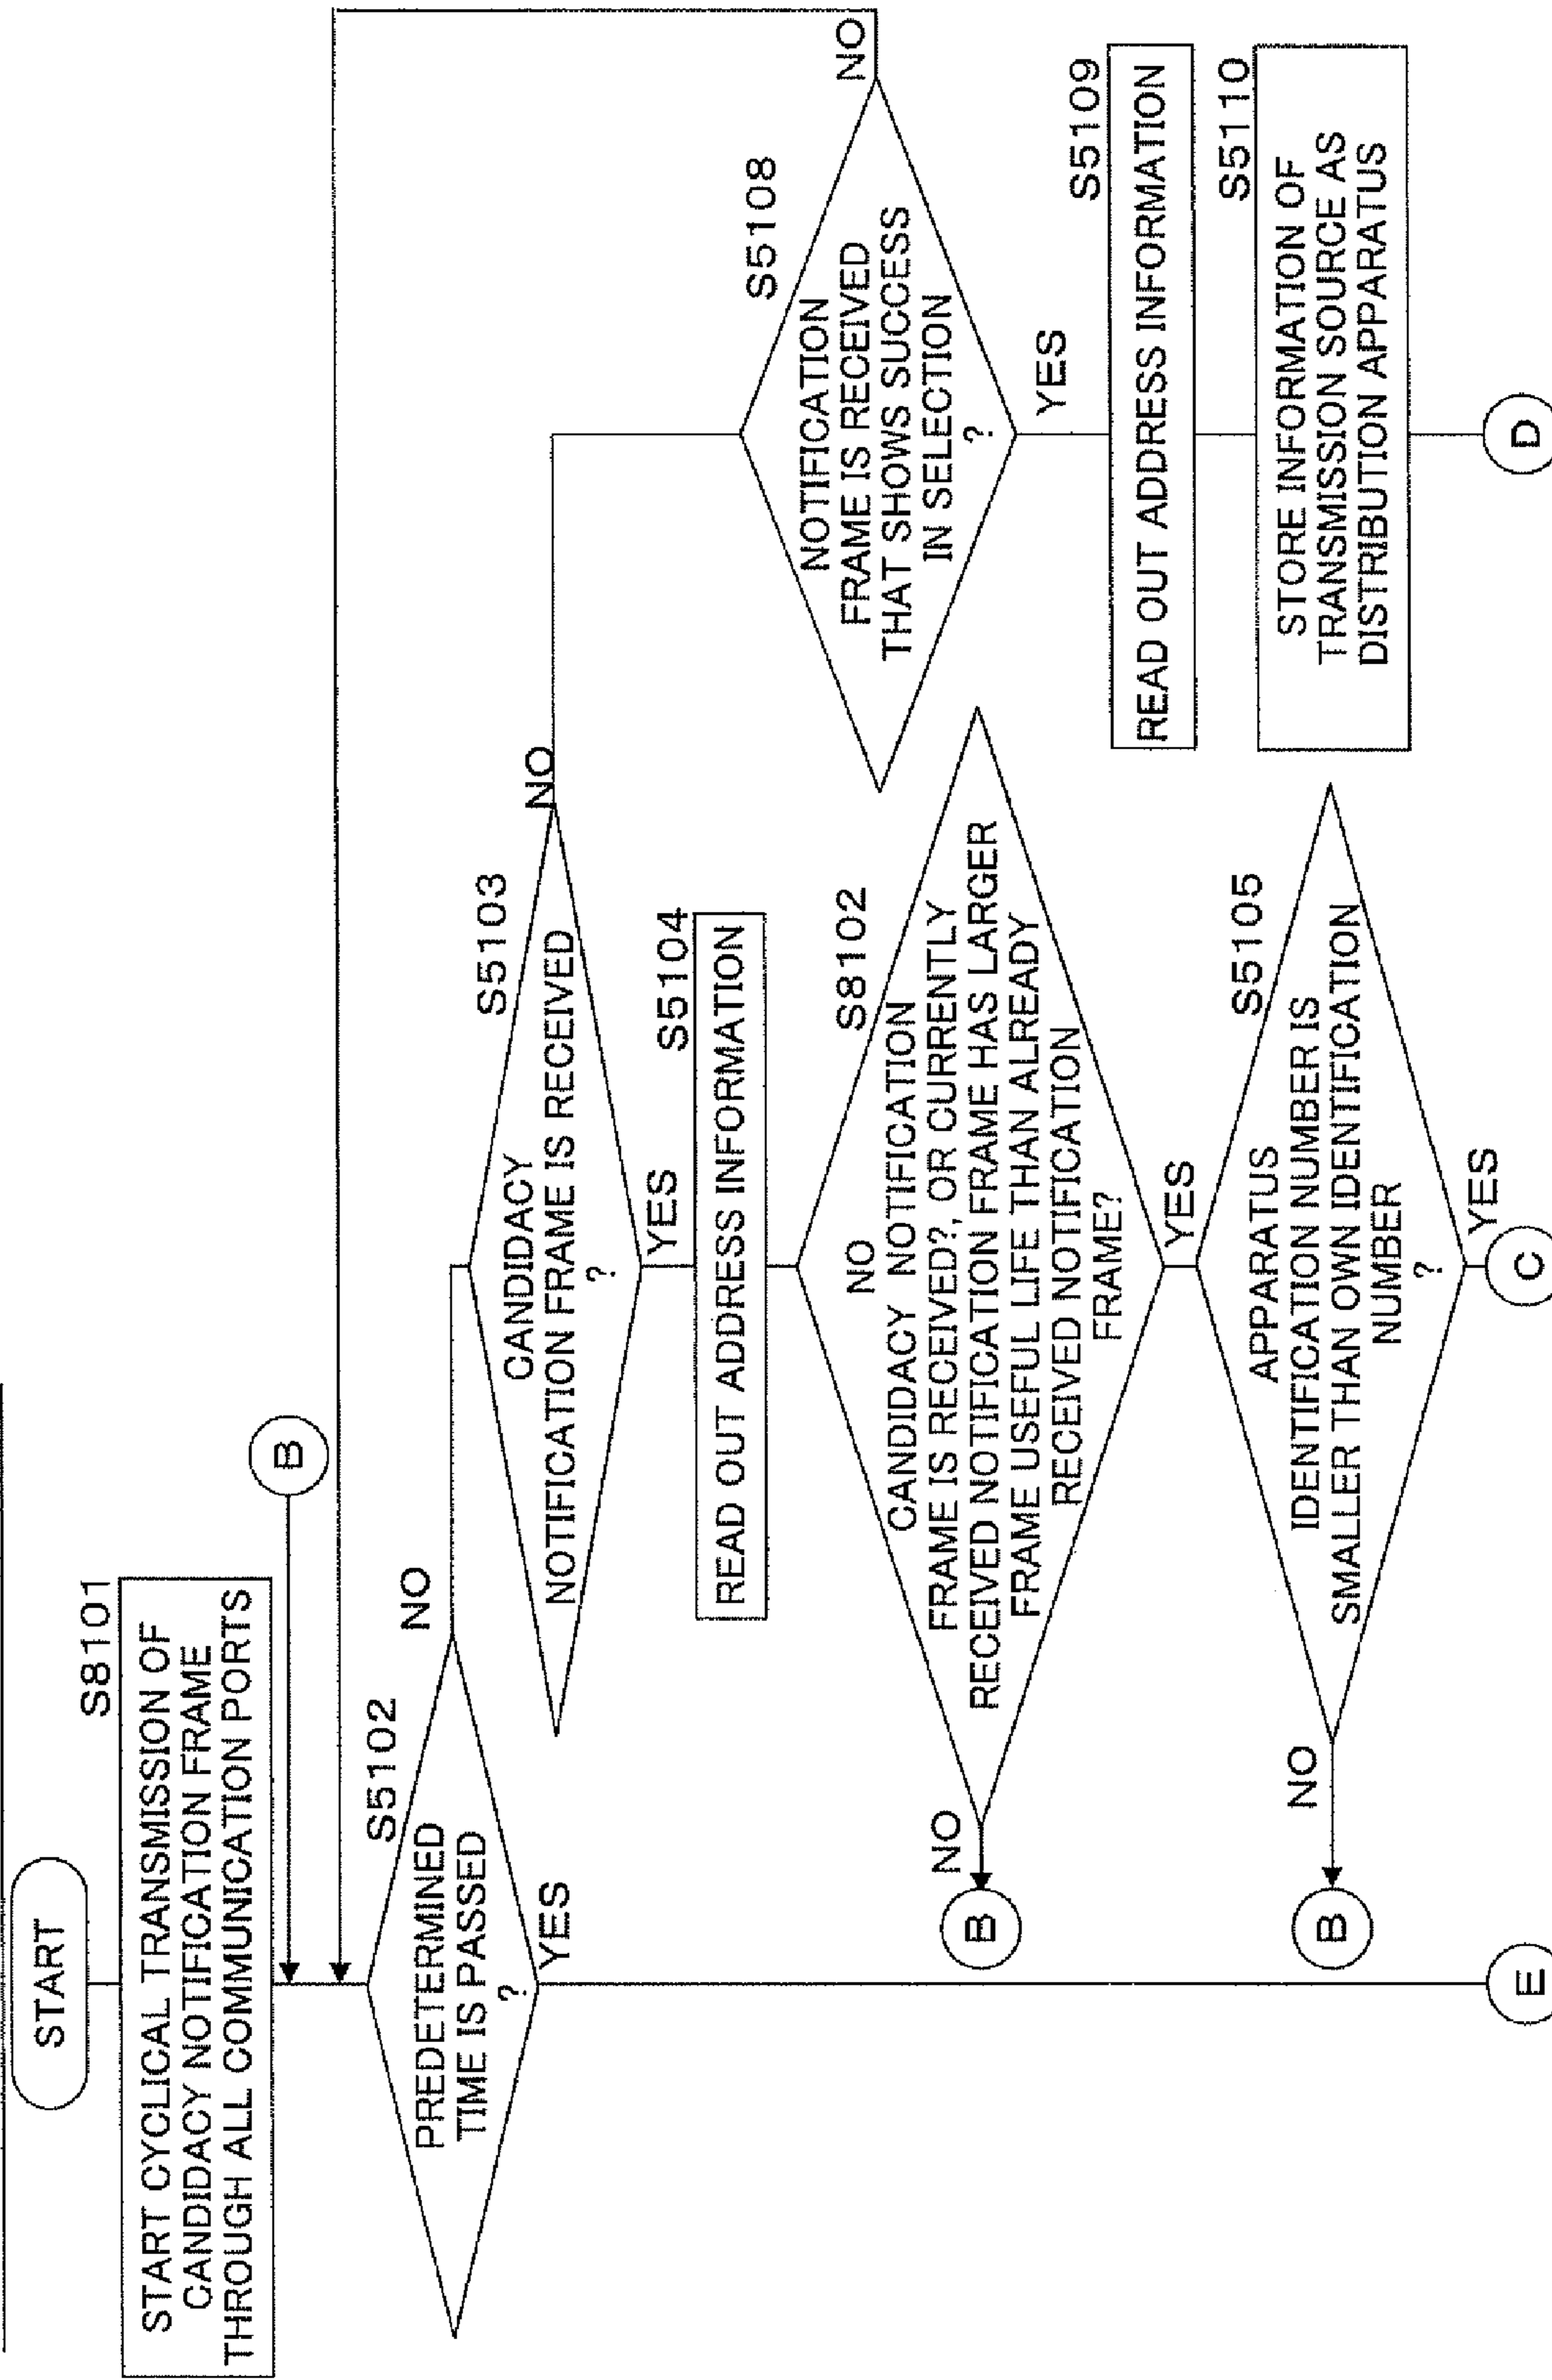 START
S8101
START CYCLICAL TRANSMISSION OF
CANDIDACY NOTIFICATION FRAME
THROUGH ALL COMMUNICATION PORTS
B
S5102
PREDETERMINED
TIME IS PASSED
?
NO
YES
S5103
CANDIDACY
NOTIFICATION FRAME IS RECEIVED
?
NO
YES
S5104
READ OUT ADDRESS INFORMATION
S8102
NO
CANDIDACY NOTIFICATION
FRAME IS RECEIVED?, OR CURRENTLY
RECEIVED NOTIFICATION FRAME HAS LARGER
FRAME USEFUL LIFE THAN ALREADY
RECEIVED NOTIFICATION
FRAME?
NO
B
YES
S5105
APPARATUS
IDENTIFICATION NUMBER IS
SMALLER THAN OWN IDENTIFICATION
NUMBER
?
NO
B
YES
S5108
NOTIFICATION
FRAME IS RECEIVED
THAT SHOWS SUCCESS
IN SELECTION
?
NO
YES
S5109
READ OUT ADDRESS INFORMATION
S5110
STORE INFORMATION OF
TRANSMISSION SOURCE AS
DISTRIBUTION APPARATUS
E
C
D